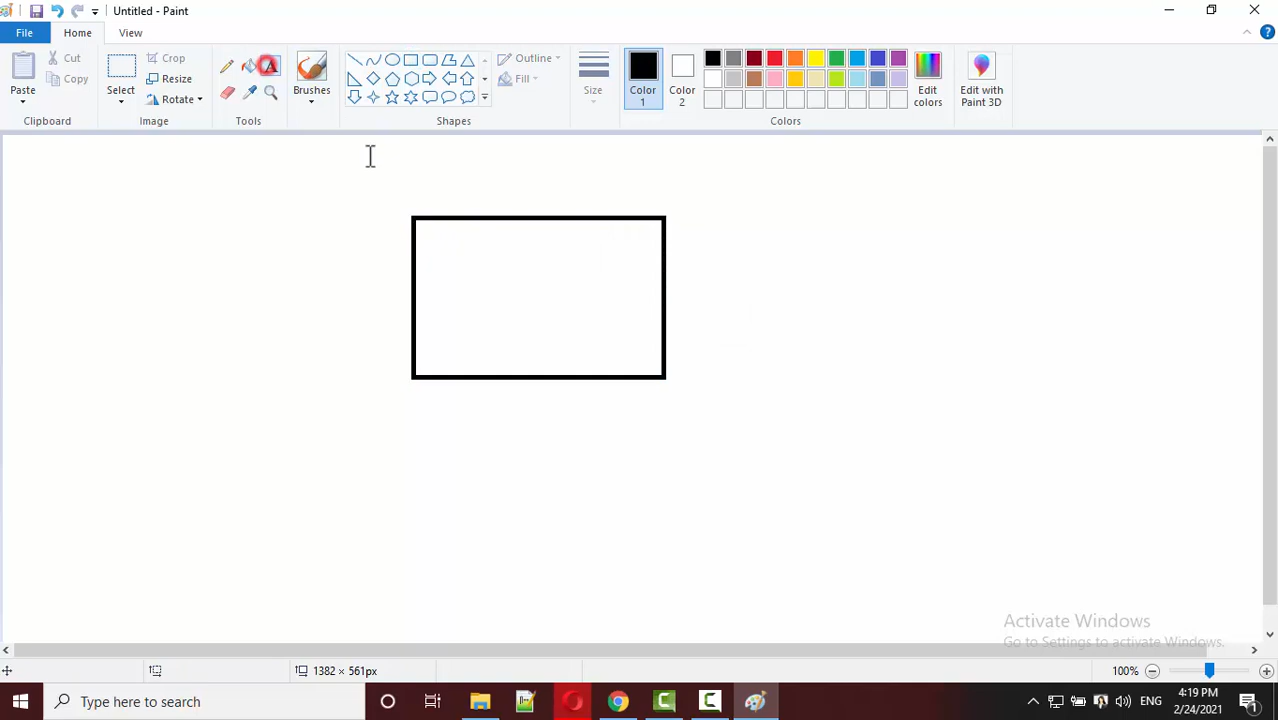 Untitled - Paint
File
Home
View
Paste
Cut
Copy
Clipboard
Select
Crop
Resize
Rotate
Image
A
Tools
Brushes
Outline
Fill
Shapes
Size
Color
1
Color
2
Edit
colors
Colors
Edit with
Paint 3D
Activate Windows
Go to Settings to activate Windows.
1382 × 561px
100%
Type here to search
ENG
4:19 PM
2/24/2021
1